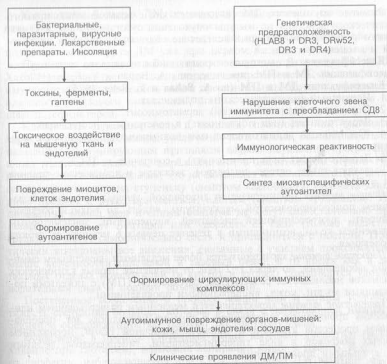 Бактериальные,
паразитарные, вирусные
инфекции. Лекарственные
препараты. Инсоляция
Токсины, ферменты,
гаптены
Токсическое воздействие
на мышечную ткань и
эндотелий
Повреждение миоцитов,
клеток эндотелия
Формирование
аутоантигенов
Генетическая
предрасположенность
(HLAB8 и DR3, DRw52,
DR3 и DR4)
Нарушение клеточного звена
иммунитета с преобладанием СД8
Иммунологическая реактивность
Синтез миозитспецифических
аутоантител
Формирование циркулирующих иммунных
комплексов
Аутоиммунное повреждение органов-мишеней:
кожи, мышц, эндотелия сосудов
Клинические проявления ДМ/ПМ